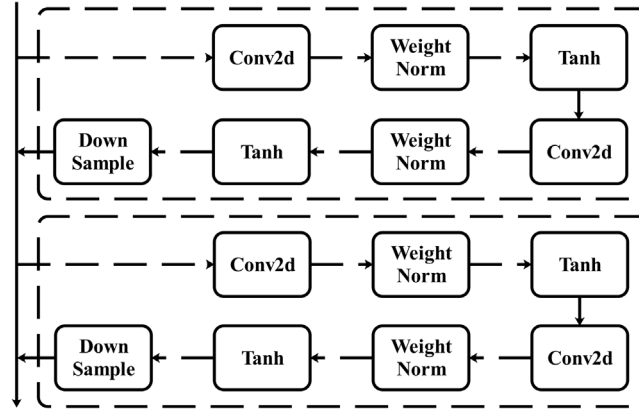 Conv2d
Weight
Norm
Tanh
Down
Sample
Tanh
Weight
Norm
Conv2d
Conv2d
Weight
Norm
Tanh
Down
Sample
Tanh
Weight
Norm
Conv2d